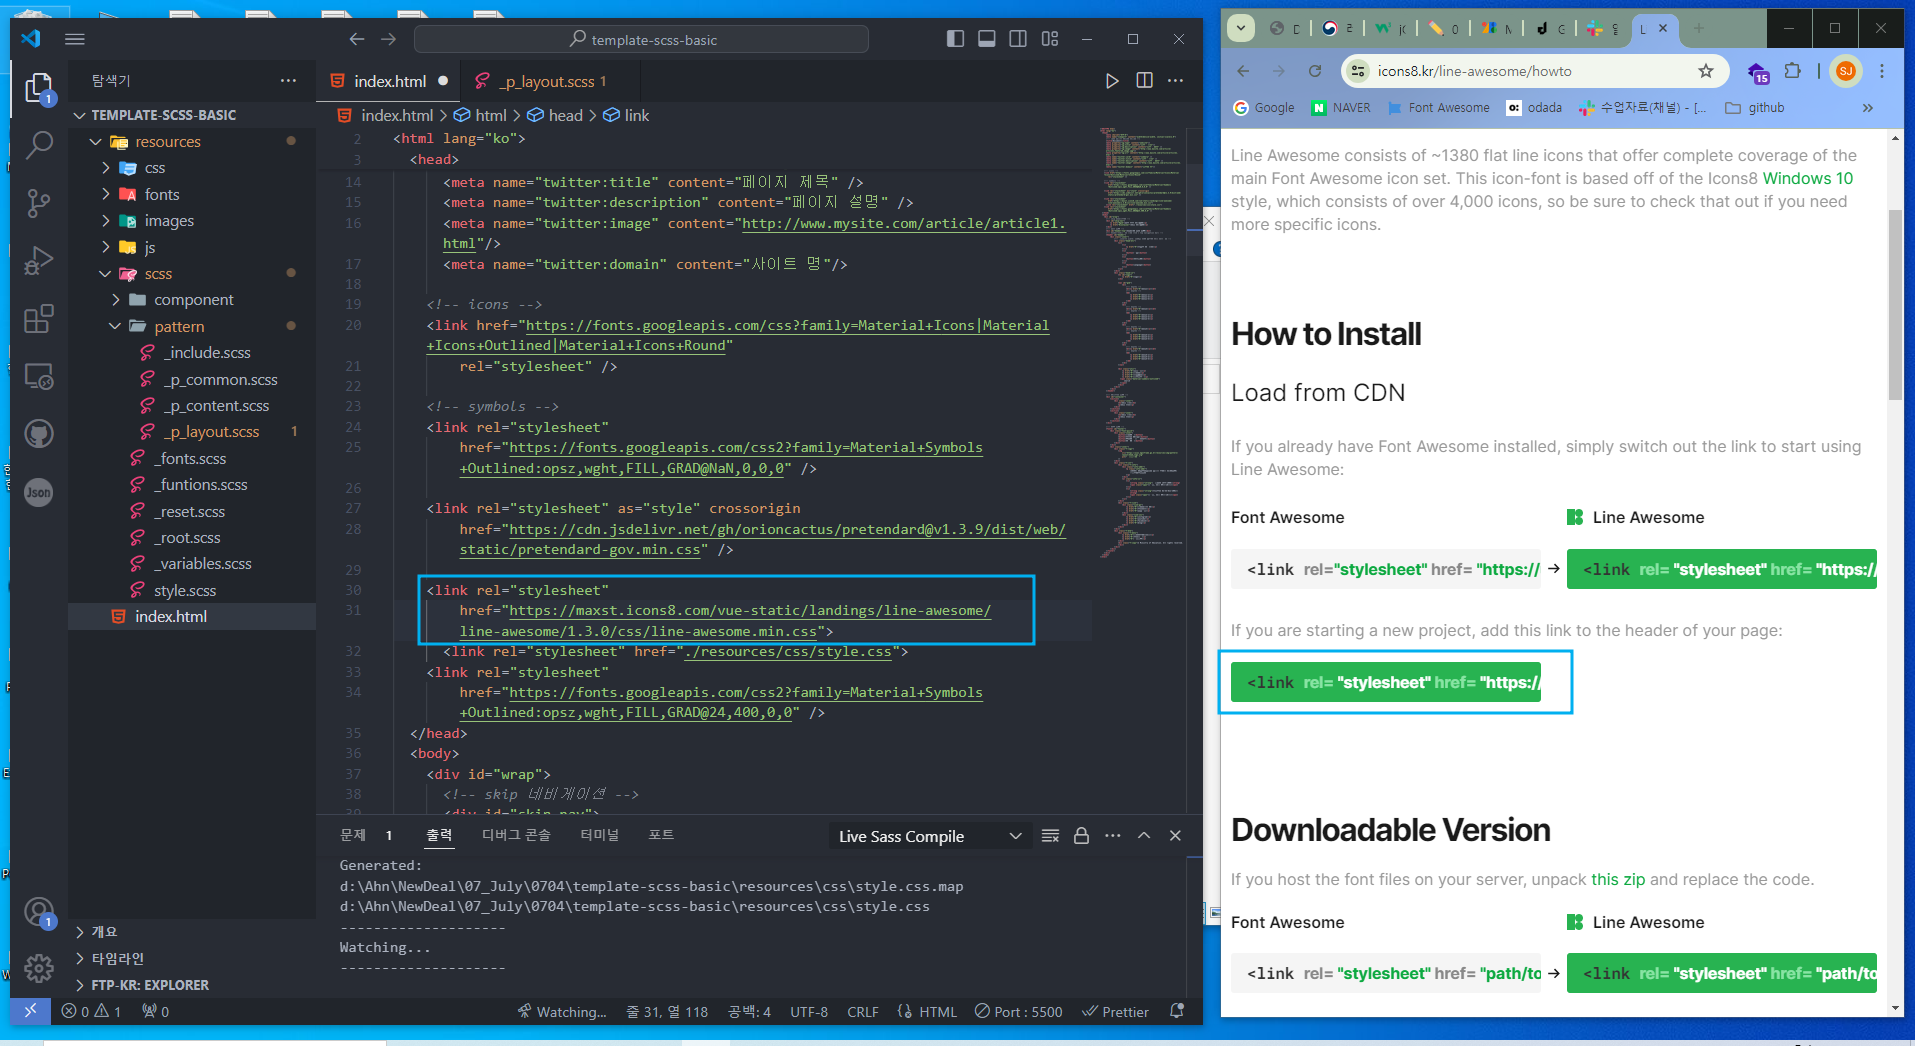 template-scss-basic
탐색기
index.html
_p_layout.scss 1
TEMPLATE-SCSS-BASIC
index.html
html
head
link
resources
css
fonts
images
js
scss
component
pattern
_include.scss
_p_common.scss
_p_content.scss
_p_layout.scss 1
_fonts.scss
_funtions.scss
_reset.scss
_root.scss
_variables.scss
style.scss
index.html
개요
타임라인
FTP-KR: EXPLORER
1
Json
1
2 <html lang="ko">
3 <head>
14 <meta name="twitter:title" content="페이지 제목" />
15 <meta name="twitter:description" content="페이지 설명" />
16 <meta name="twitter:image" content="http://www.mysite.com/article/article1.
html"/>
17 <meta name="twitter:domain" content="사이트 명"/>
18
19 <!-- icons -->
20 <link href="https://fonts.googleapis.com/css?family=Material+Icons|Material
+Icons+Outlined|Material+Icons+Round"
21 rel="stylesheet" />
22
23 <!-- symbols -->
24 <link rel="stylesheet"
25 href="https://fonts.googleapis.com/css2?family=Material+Symbols
+Outlined:opsz,wght,FILL,GRAD@NaN,0,0,0" />
26
27 <link rel="stylesheet" as="style" crossorigin
28 href="https://cdn.jsdelivr.net/gh/orioncactus/pretendard@v1.3.9/dist/web/
static/pretendard-gov.min.css" />
29
30 <link rel="stylesheet"
31 href="https://maxst.icons8.com/vue-static/landings/line-awesome/
line-awesome/1.3.0/css/line-awesome.min.css">
32 <link rel="stylesheet" href="./resources/css/style.css">
33 <link rel="stylesheet"
34 href="https://fonts.googleapis.com/css2?family=Material+Symbols
+Outlined:opsz,wght,FILL,GRAD@24,400,0,0" />
35 </head>
36 <body>
37 <div id="wrap">
38 <!-- skip 네비게이션 -->
39 <div id="skip_nav">
문제 1 출력 디버그 콘솔 터미널 포트
Live Sass Compile
Generated:
d:\Ahn\NewDeal\07_July\0704\template-scss-basic\resources\css\style.css.map
d:\Ahn\NewDeal\07_July\0704\template-scss-basic\resources\css\style.css
--------------------
Watching...
--------------------
0 1 0
Watching... 줄 31, 열 118 공백: 4 UTF-8 CRLF HTML Port : 5500 Prettier
icons8.kr/line-awesome/howto
15
SJ
Google NAVER Font Awesome odada 수업자료(채널) - [... github
Line Awesome consists of ~1380 flat line icons that offer complete coverage of the
main Font Awesome icon set. This icon-font is based off of the Icons8 Windows 10
style, which consists of over 4,000 icons, so be sure to check that out if you need
more specific icons.
How to Install
Load from CDN
If you already have Font Awesome installed, simply switch out the link to start using
Line Awesome:
Font Awesome
Line Awesome
<link rel="stylesheet" href= "https://
→
<link rel= "stylesheet" href= "https://
If you are starting a new project, add this link to the header of your page:
<link rel= "stylesheet" href= "https://
Downloadable Version
If you host the font files on your server, unpack this zip and replace the code.
Font Awesome
Line Awesome
<link rel= "stylesheet" href= "path/to
→
<link rel= "stylesheet" href= "path/to